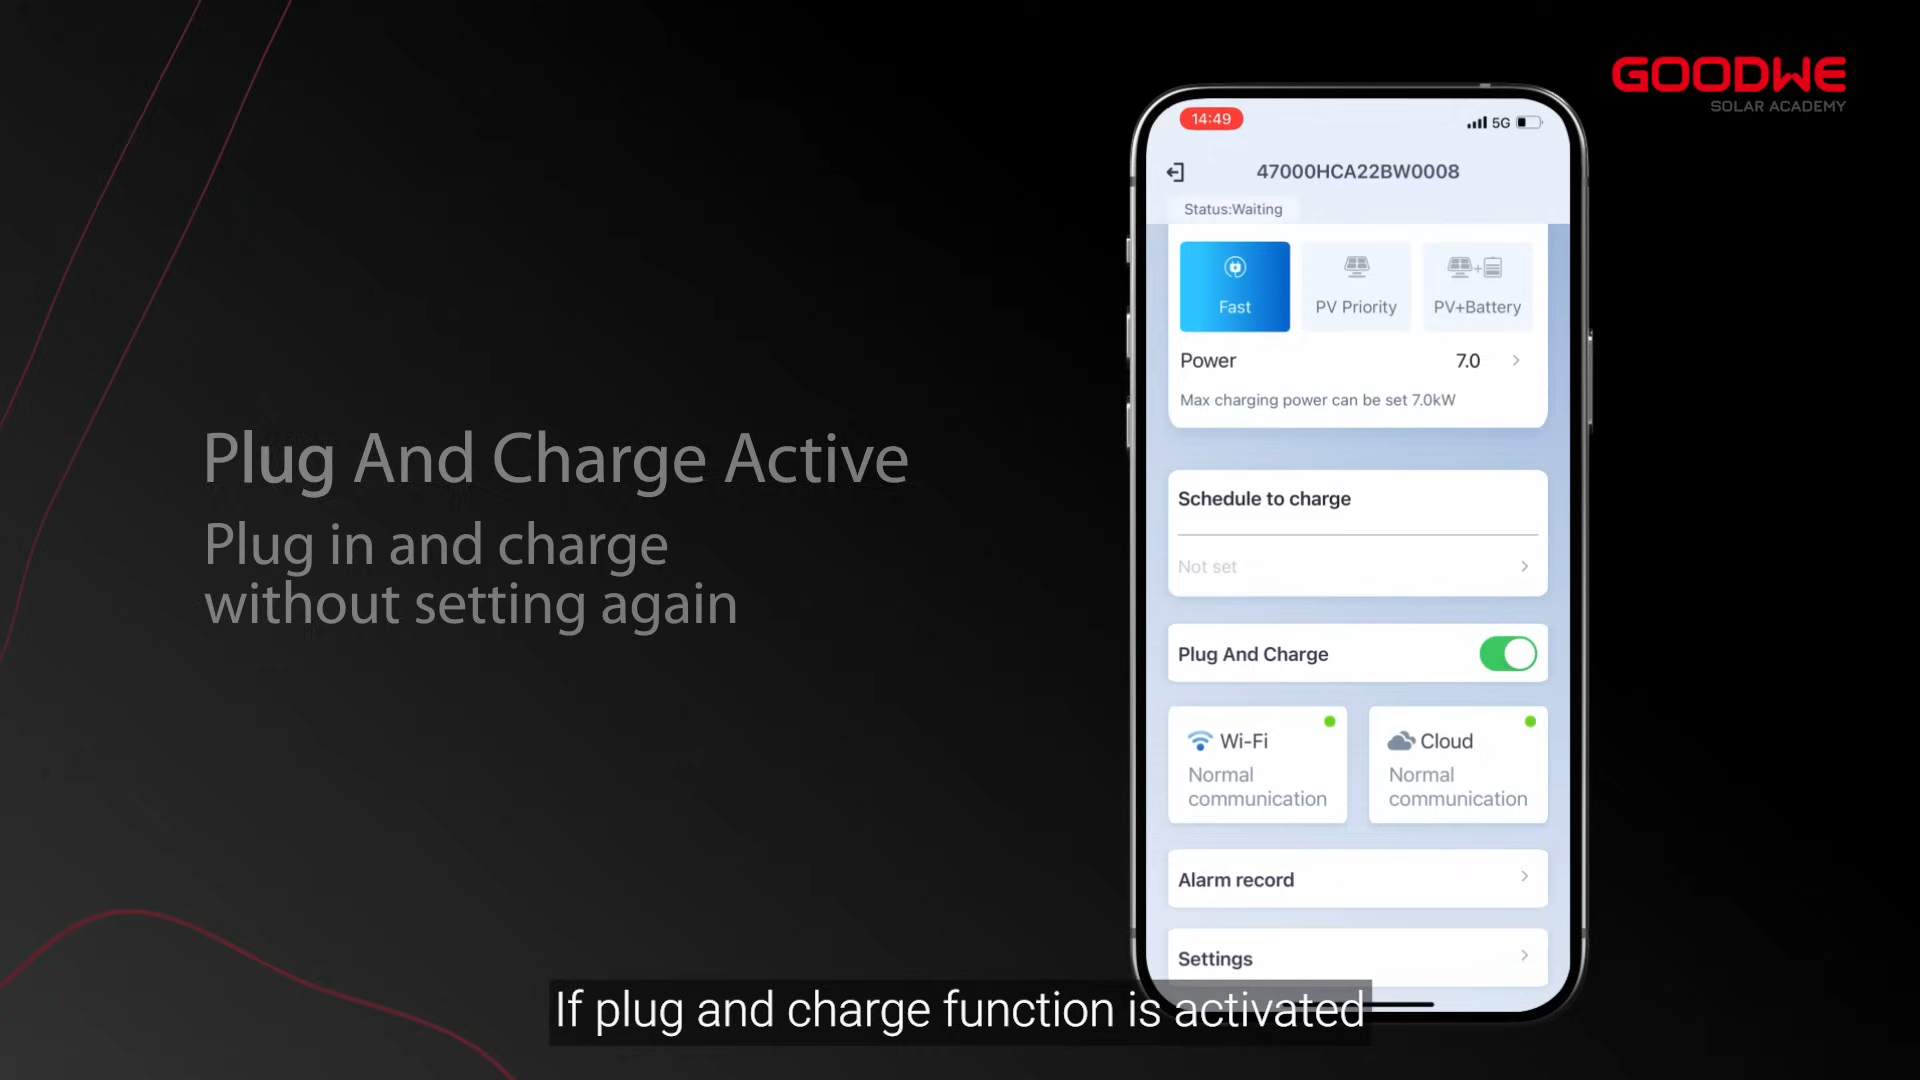 GOODWE
SOLAR ACADEMY
14:49
5G
47000HCA22BW0008
Status:Waiting
Fast
PV Priority
PV+Battery
Power
7.0
Max charging power can be set 7.0kW
Plug And Charge Active
Plug in and charge
without setting again
Schedule to charge
Not set
Plug And Charge
Wi-Fi
Normal
communication
Cloud
Normal
communication
Alarm record
Settings
If plug and charge function is activated